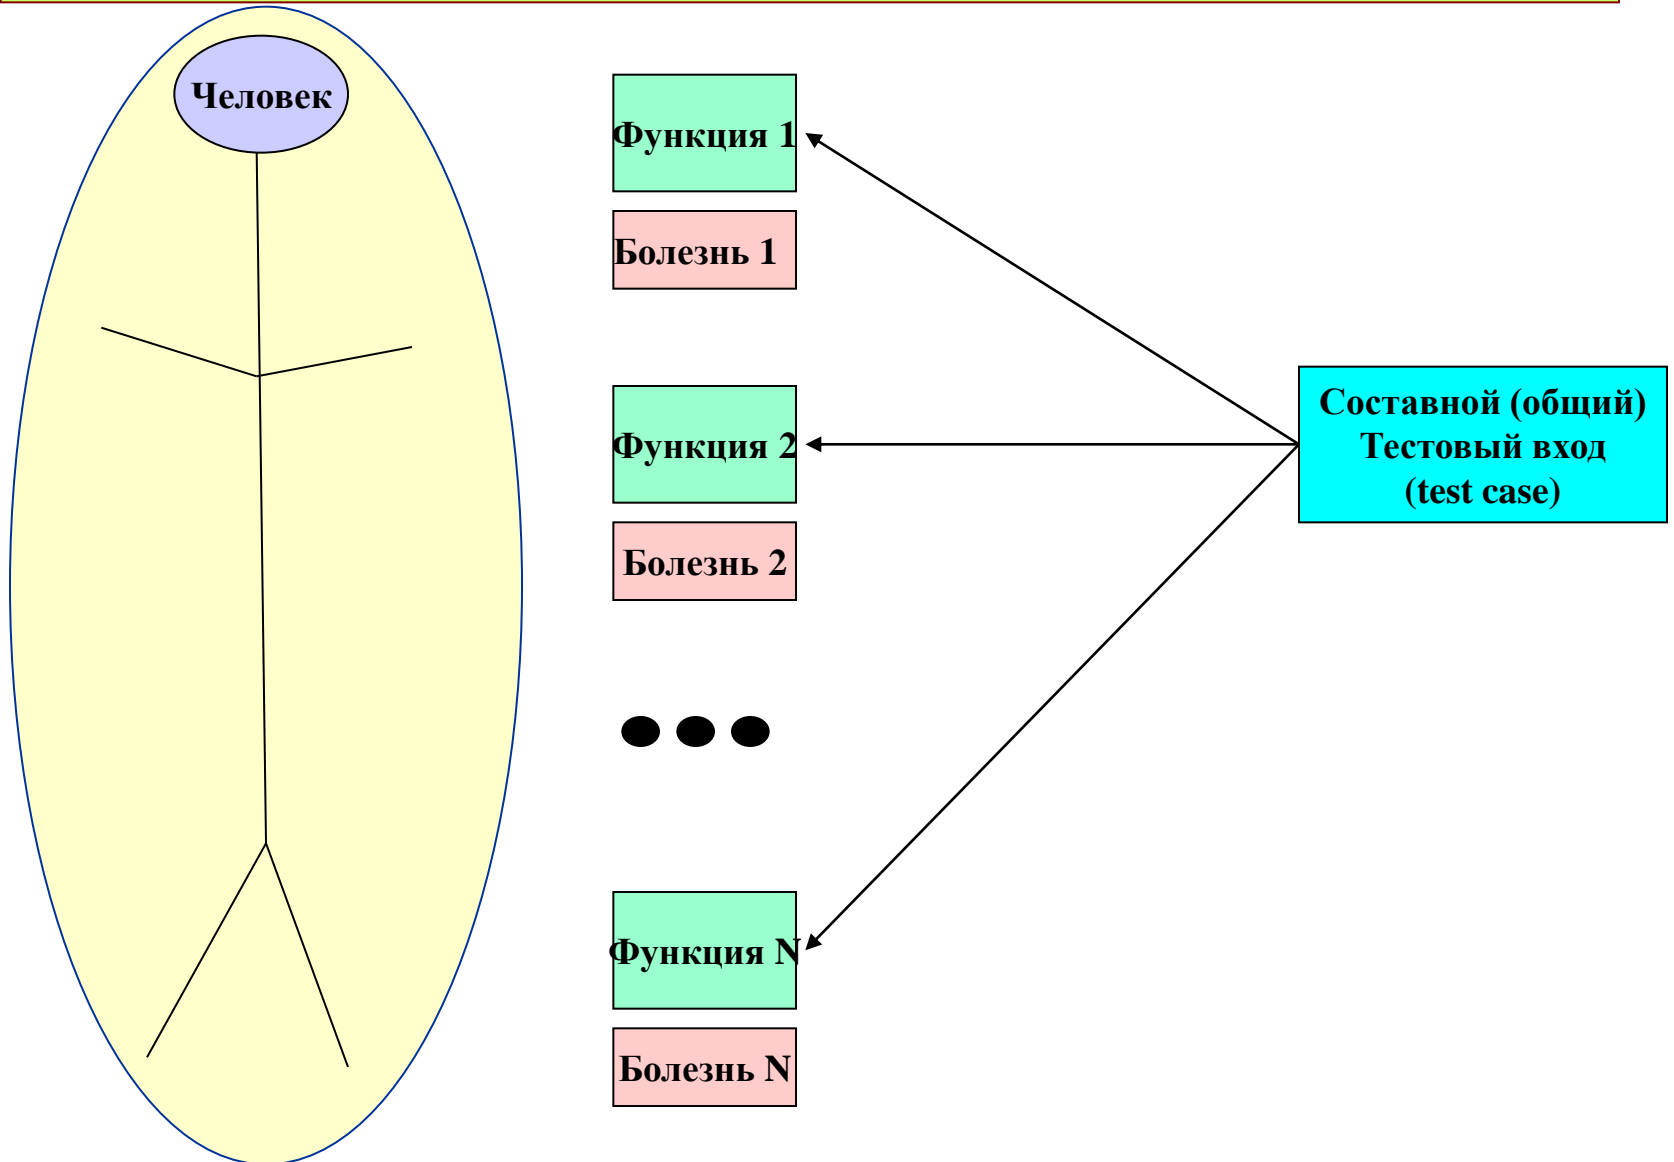 Человек
Функция 1
Болезнь 1
Функция 2
Болезнь 2
Функция N
Болезнь N
Составной (общий)
Тестовый вход
(test case)